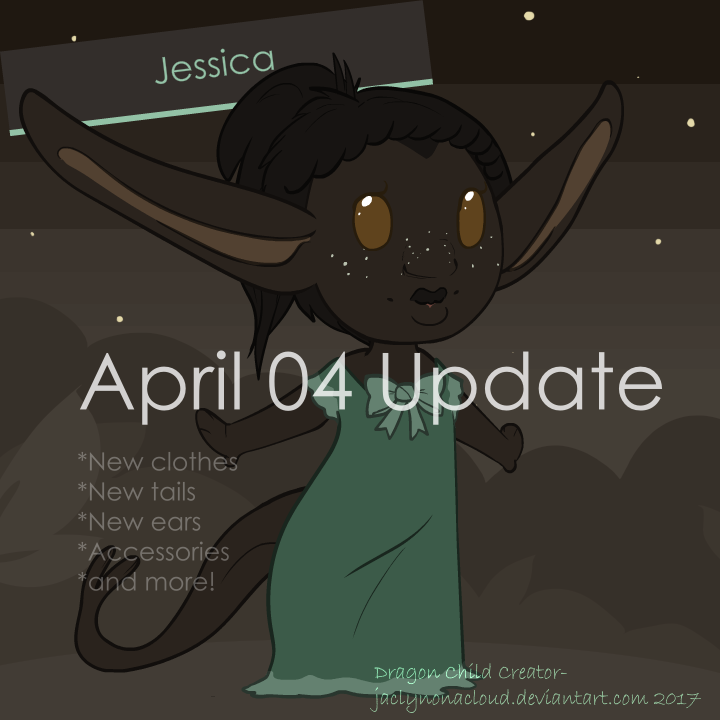 Jessica
April 04 Update
*New clothes
*New tails
*New ears
*Accessories
*and more!
Dragon Child Creator-
jaclynonacloud.deviantart.com 2017